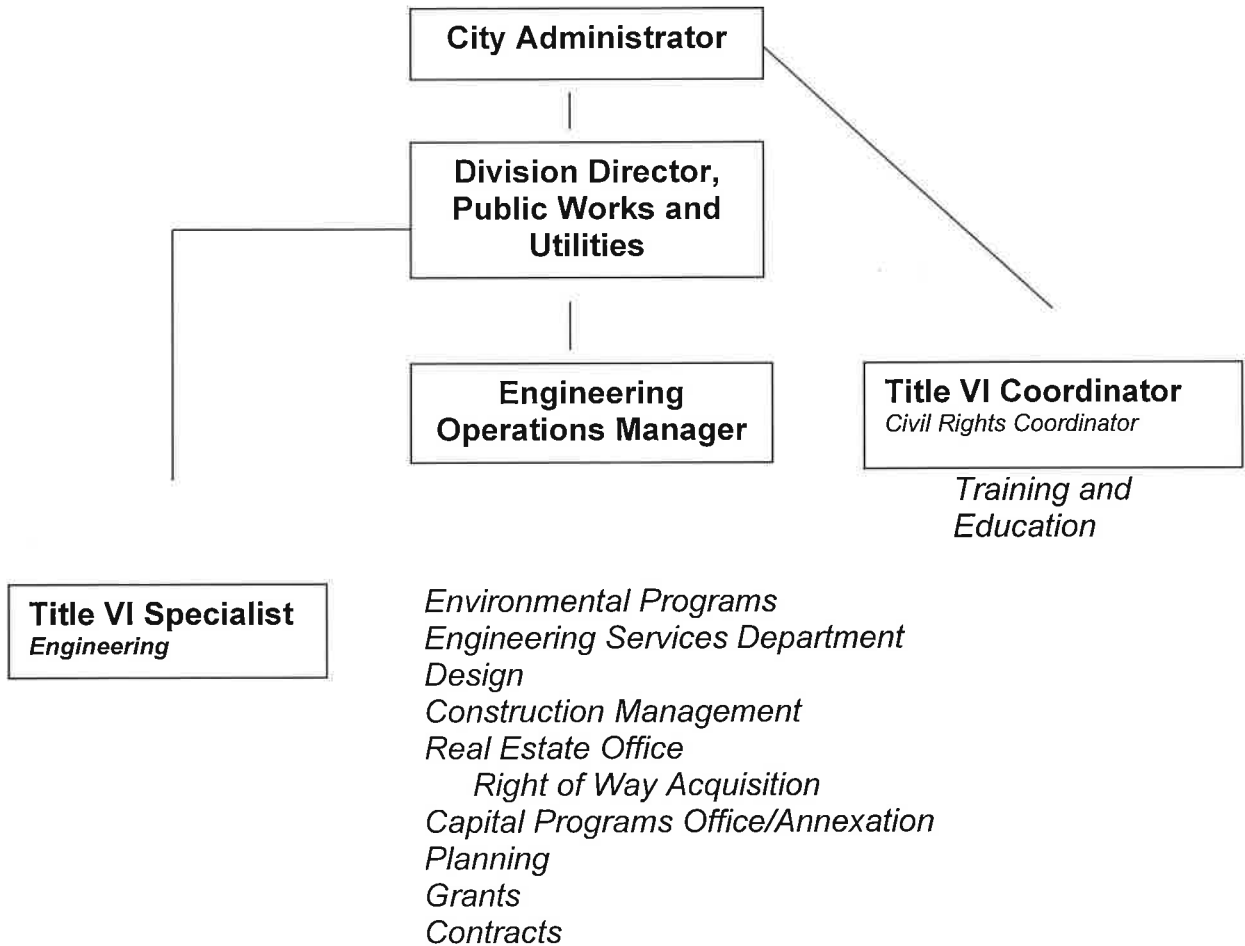 City Administrator
Division Director,
Public Works and
Utilities
Engineering
Operations Manager
Title VI Coordinator
Civil Rights Coordinator
Training and
Education
Title VI Specialist
Engineering
Environmental Programs
Engineering Services Department
Design
Construction Management
Real Estate Office
Right of Way Acquisition
Capital Programs Office/Annexation
Planning
Grants
Contracts